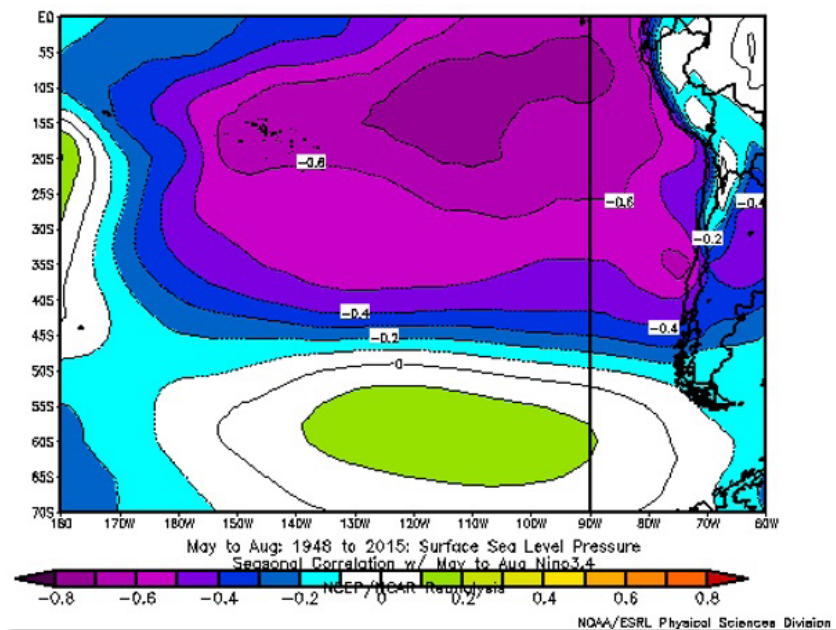 EQ
5S
10S
15S
20S
25S
30S
35S
40S
45S
50S
55S
60S
65S
70S
-0.6
-0.6
-0.4
-0.2
-0.4
-0.2
-0.4
0
180 170W 160W 150W 140W 130W 120W 110W 100W 90W 80W 70W 60W
May to Aug: 1948 to 2015: Surface Sea Level Pressure
Seasonal Correlation w/ May to Aug Nino3.4
NCEP/NCAR Reanalysis
-0.8 -0.6 -0.4 -0.2 0 0.2 0.4 0.6 0.8
NOAA/ESRL Physical Sciences Division